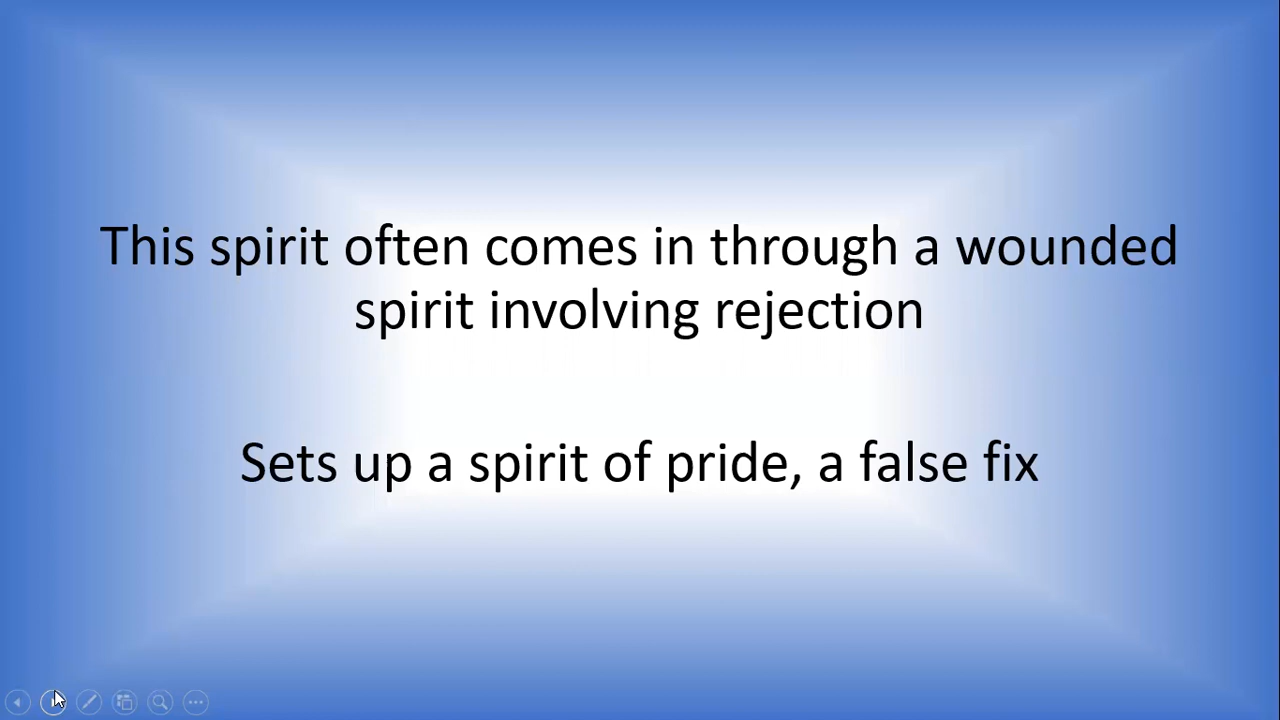 This spirit often comes in through a wounded
spirit involving rejection
Sets up a spirit of pride, a false fix